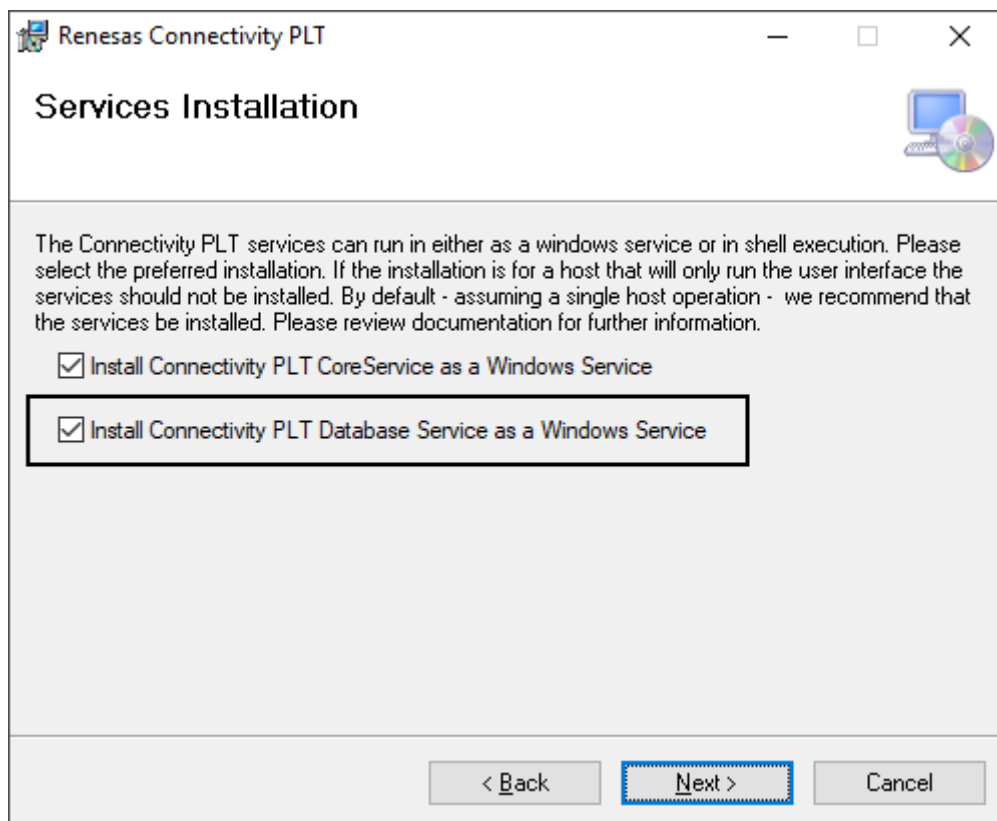 Renesas Connectivity PLT
Services Installation
The Connectivity PLT services can run in either as a windows service or in shell execution. Please
select the preferred installation. If the installation is for a host that will only run the user interface the
services should not be installed. By default - assuming a single host operation -  we recommend that
the services be installed. Please review documentation for further information.
Install Connectivity PLT CoreService as a Windows Service
Install Connectivity PLT Database Service as a Windows Service
< Back
Next >
Cancel